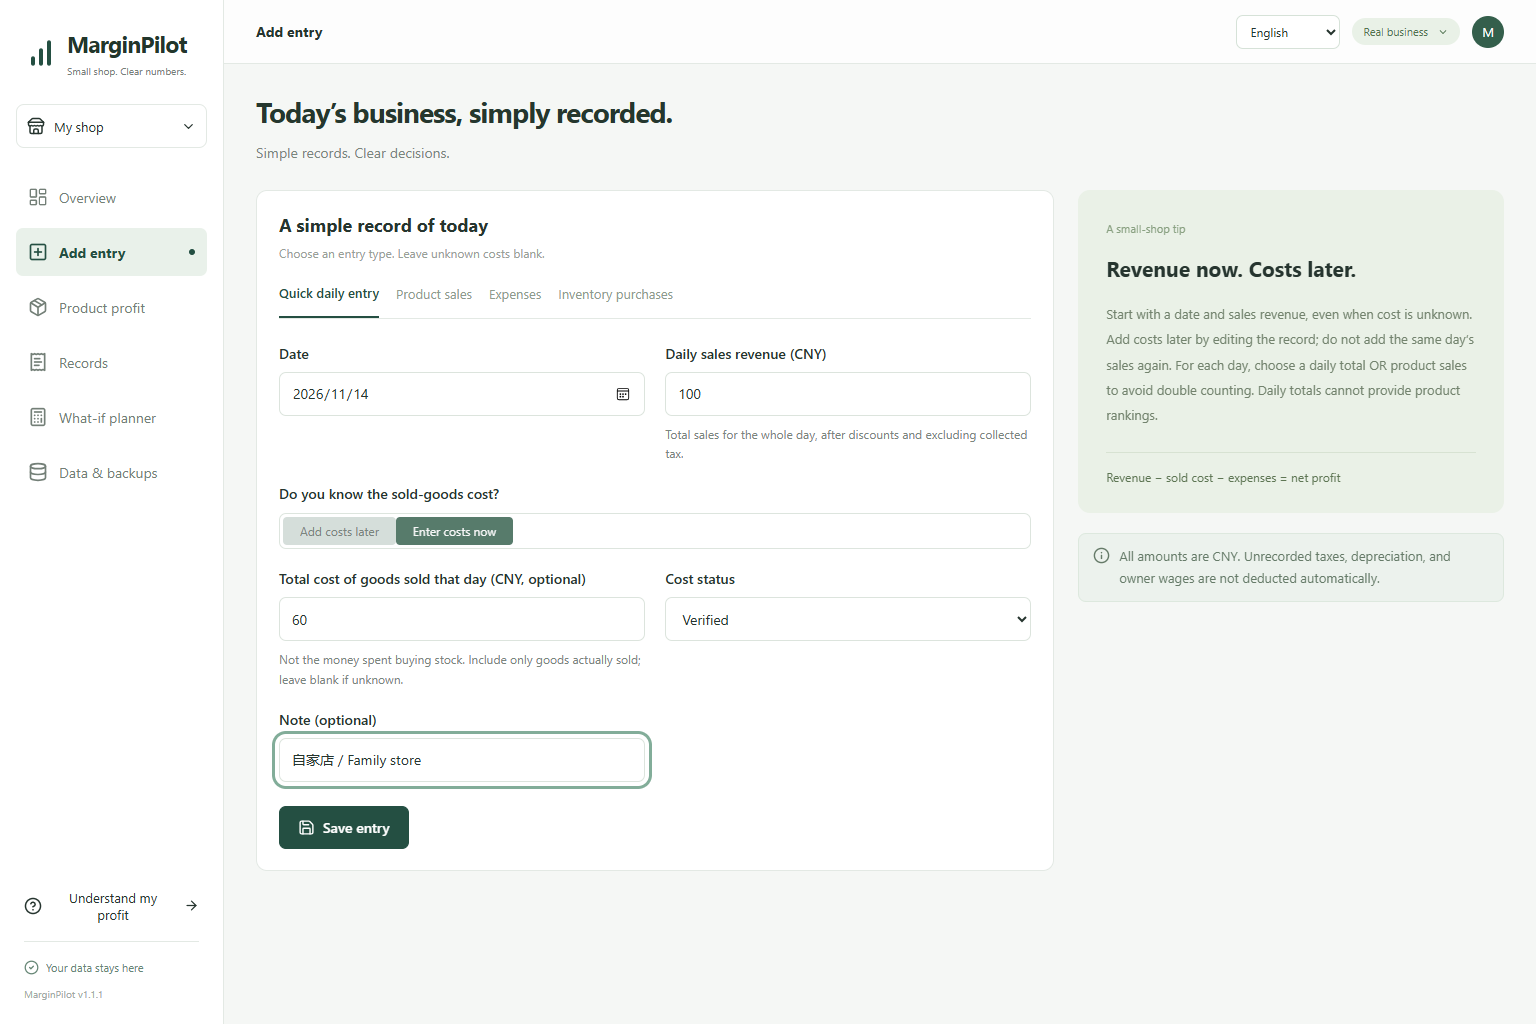 MarginPilot
Small shop. Clear numbers.
My shop
Overview
Add entry
Product profit
Records
What-if planner
Data & backups
Understand my
profit
Your data stays here
MarginPilot v1.1.1
Add entry
English
Real business
M
Today's business, simply recorded.
Simple records. Clear decisions.
A simple record of today
Choose an entry type. Leave unknown costs blank.
Quick daily entry Product sales Expenses Inventory purchases
Date
2026/11/14
Daily sales revenue (CNY)
100
Total sales for the whole day, after discounts and excluding collected
tax.
Do you know the sold-goods cost?
Add costs later Enter costs now
Total cost of goods sold that day (CNY, optional)
60
Not the money spent buying stock. Include only goods actually sold;
leave blank if unknown.
Cost status
Verified
Note (optional)
自家店 / Family store
Save entry
A small-shop tip
Revenue now. Costs later.
Start with a date and sales revenue, even when cost is unknown.
Add costs later by editing the record; do not add the same day's
sales again. For each day, choose a daily total OR product sales
to avoid double counting. Daily totals cannot provide product
rankings.
Revenue − sold cost − expenses = net profit
All amounts are CNY. Unrecorded taxes, depreciation, and
owner wages are not deducted automatically.